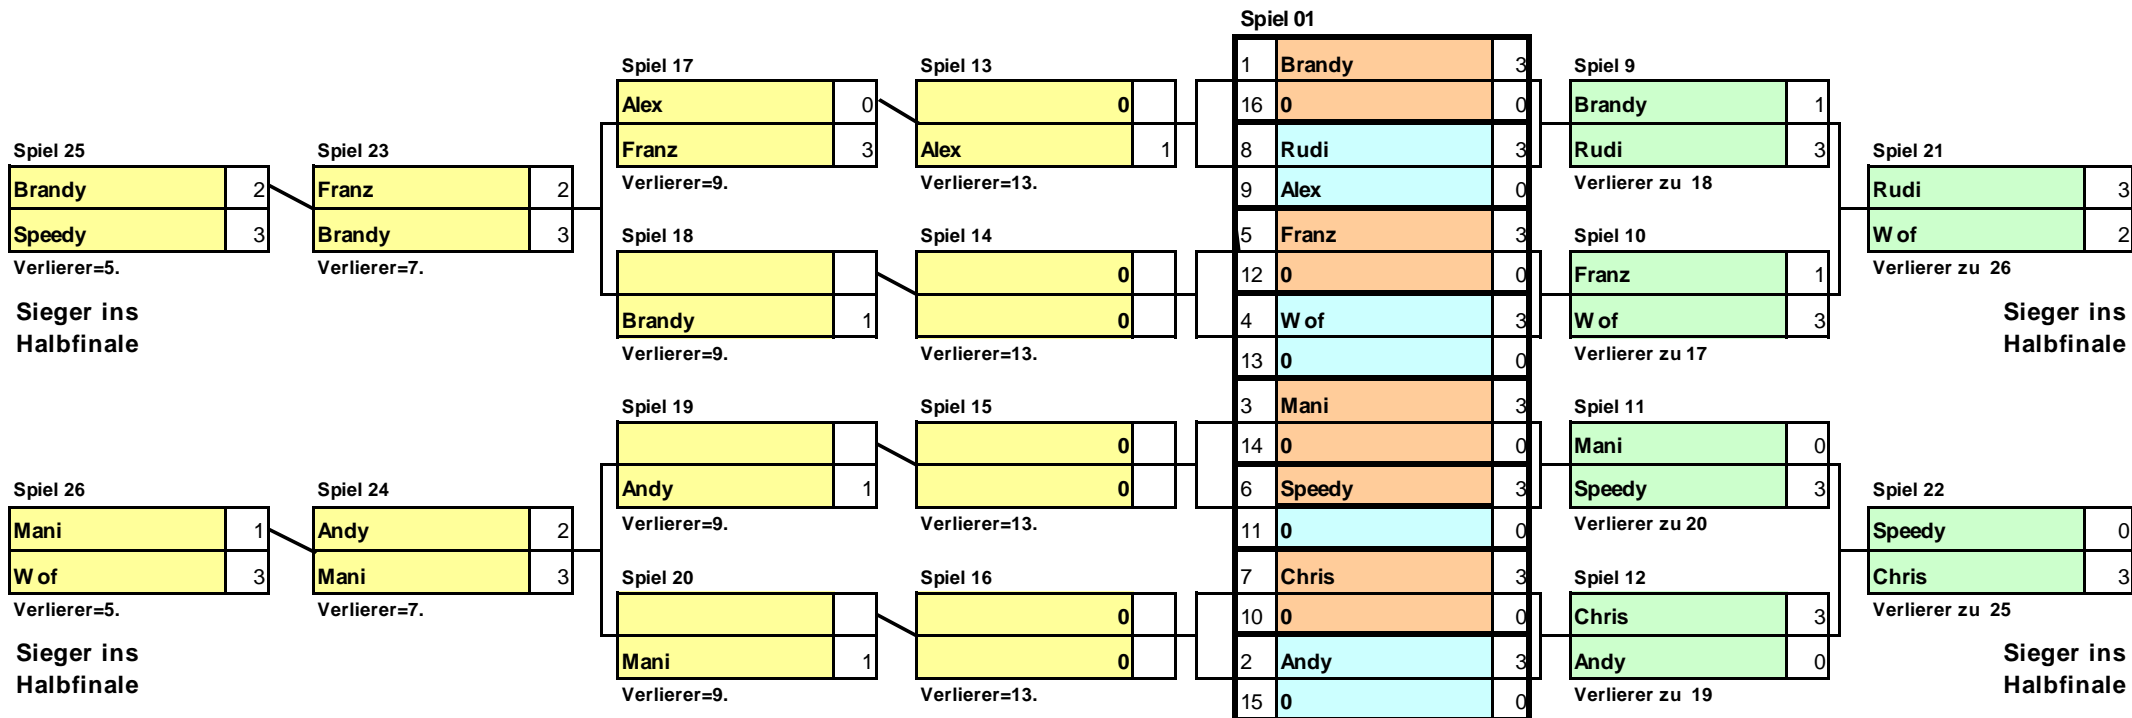 Spiel 01
Spiel 17 Spiel 13 1 Brandy 3 Spiel 9
Alex 0 0 16 0 0 Brandy 1
Spiel 25 Spiel 23 Franz 3 Alex 1 8 Rudi 3 Rudi 3 Spiel 21
Brandy 2 Franz 2 Verlierer=9. Verlierer=13. 9 Alex 0 Verlierer zu 18 Rudi 3
Speedy 3 Brandy 3 Spiel 18 Spiel 14 5 Franz 3 Spiel 10 W of 2
Verlierer=5. Verlierer=7. 0 12 0 0 Franz 1 Verlierer zu 26
Sieger ins Brandy 1 0 4 W of 3 W of 3 Sieger ins
Halbfinale Verlierer=9. Verlierer=13. 13 0 0 Verlierer zu 17 Halbfinale
Spiel 19 Spiel 15 3 Mani 3 Spiel 11
0 14 0 0 Mani 0
Spiel 26 Spiel 24 Andy 1 0 6 Speedy 3 Speedy 3 Spiel 22
Mani 1 Andy 2 Verlierer=9. Verlierer=13. 11 0 0 Verlierer zu 20 Speedy 0
W of 3 Mani 3 Spiel 20 Spiel 16 7 Chris 3 Spiel 12 Chris 3
Verlierer=5. Verlierer=7. 0 10 0 0 Chris 3 Verlierer zu 25
Sieger ins Mani 1 0 2 Andy 3 Andy 0 Sieger ins
Halbfinale Verlierer=9. Verlierer=13. 15 0 0 Verlierer zu 19 Halbfinale